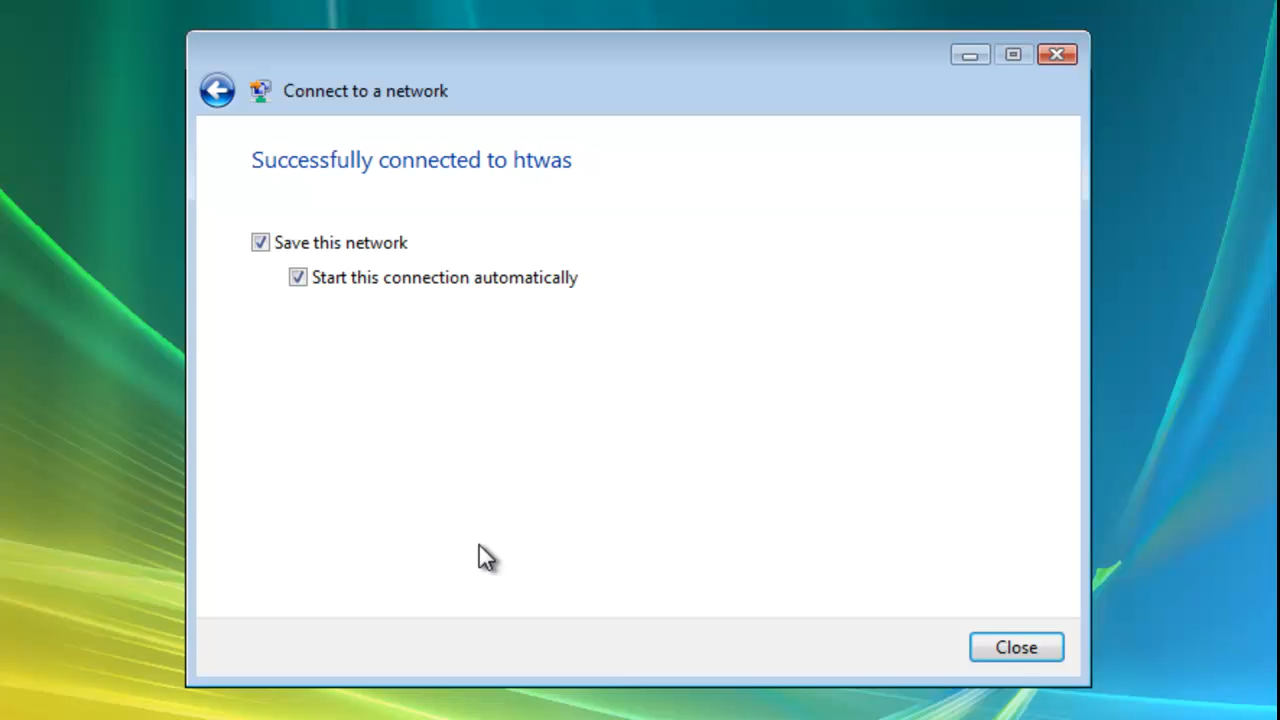 Connect to a network
Successfully connected to htwas
Save this network
Start this connection automatically
Close